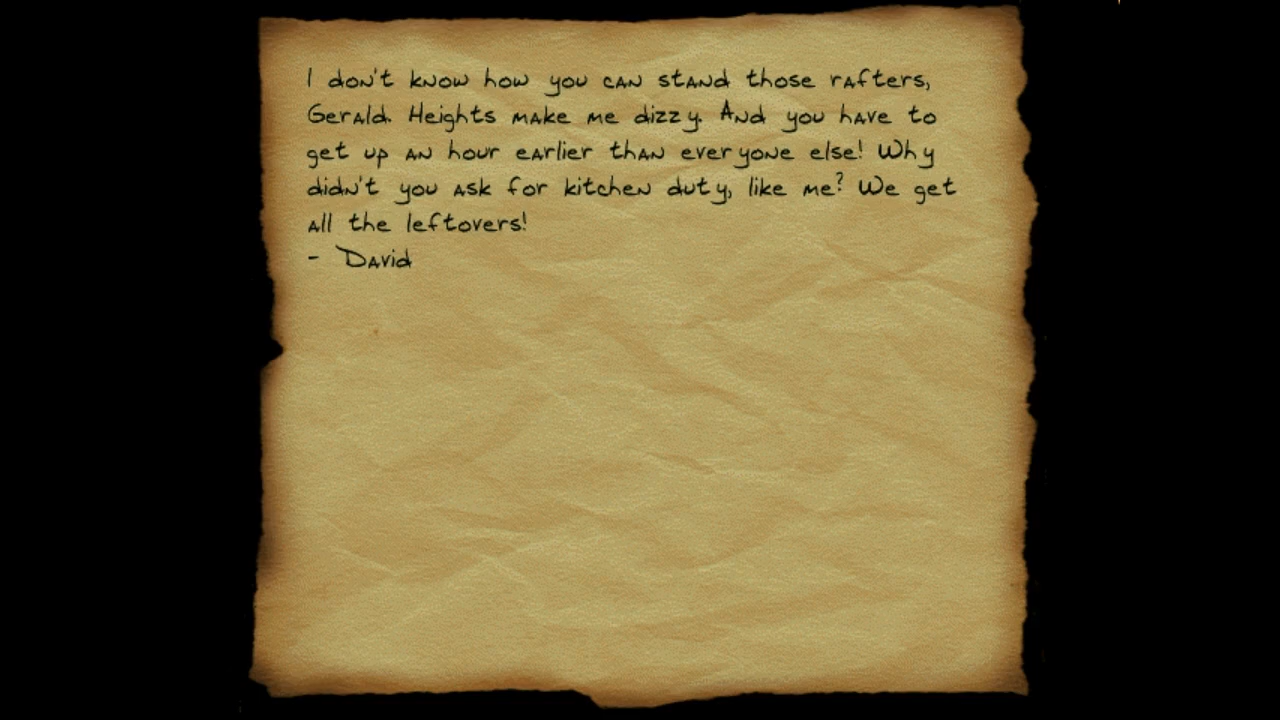 I don't know how you can stand those rafters,
Gerald. Heights make me dizzy. And you have to
get up an hour earlier than everyone else! Why
didn't you ask for kitchen duty, like me? We get
all the leftovers!
- David